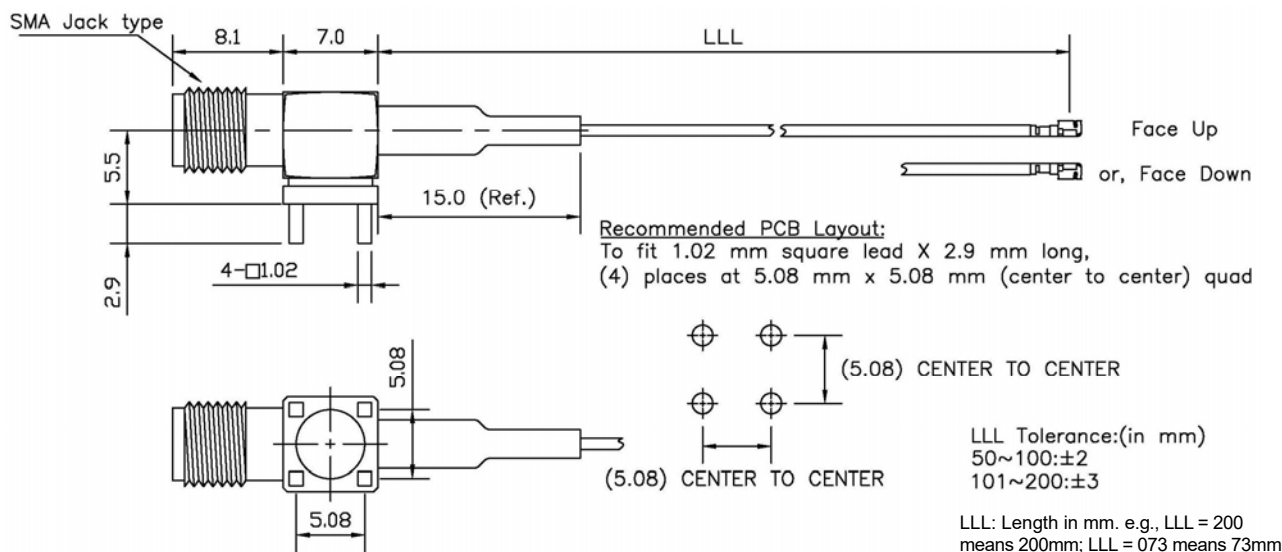 SMA Jack type
8.1
7.0
LLL
Face Up
or, Face Down
5.5
15.0 (Ref.)
2.9
4-□1.02
Recommended PCB Layout:
To fit 1.02 mm square lead X 2.9 mm long,
(4) places at 5.08 mm x 5.08 mm (center to center) quad
5.08
(5.08) CENTER TO CENTER
(5.08) CENTER TO CENTER
5.08
LLL Tolerance:(in mm)
50~100:±2
101~200:±3
LLL: Length in mm. e.g., LLL = 200
means 200mm; LLL = 073 means 73mm